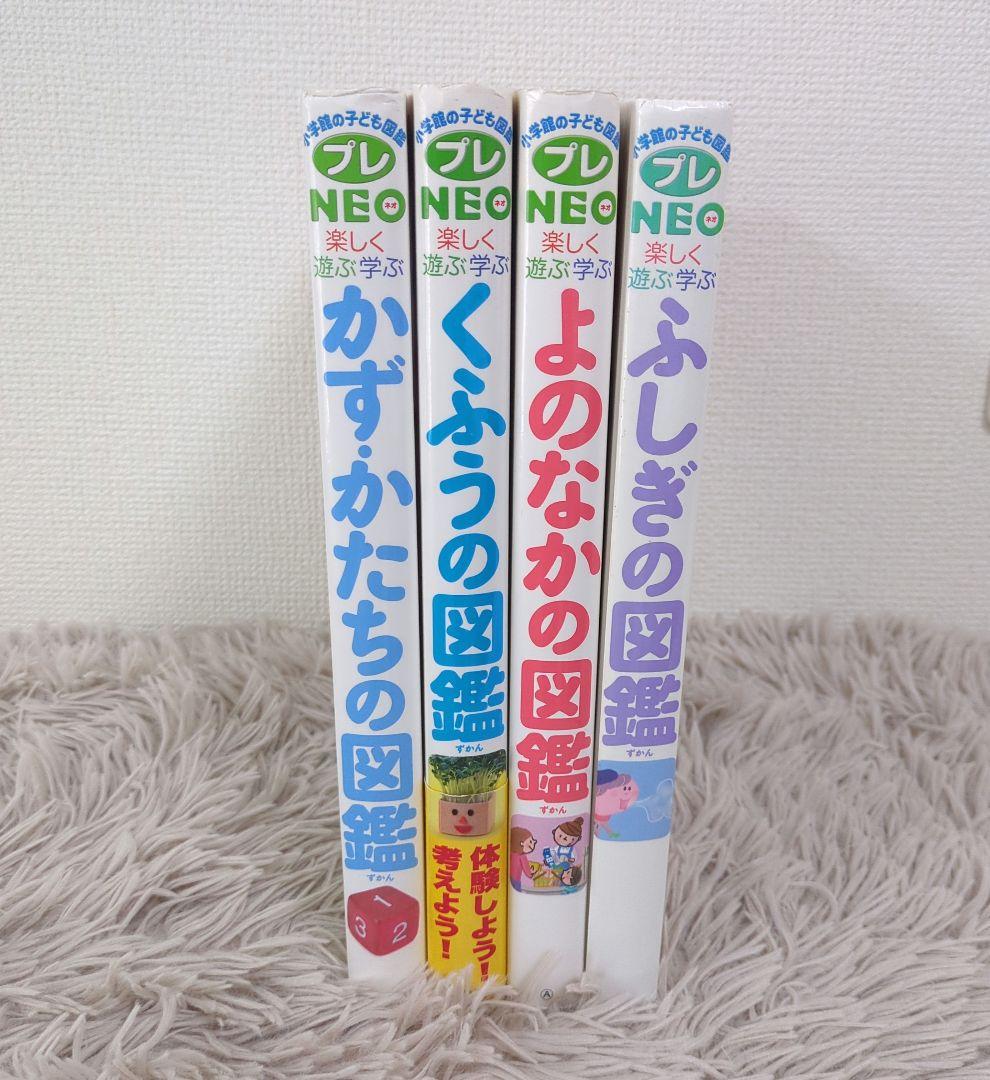 小学館の子ども図鑑
プレ
NEO
ネオ
楽しく
遊ぶ学ぶ
かず・かたちの図鑑
ずかん
1
3
2
小学館の子ども図鑑
プレ
NEO
ネオ
楽しく
遊ぶ学ぶ
くふうの図鑑
ずかん
体験しよう!
考えよう!
小学館の子ども図鑑
プレ
NEO
ネオ
楽しく
遊ぶ学ぶ
よのなかの図鑑
ずかん
A
小学館の子ども図鑑
プレ
NEO
ネオ
楽しく
遊ぶ学ぶ
ふしぎの図鑑
ずかん